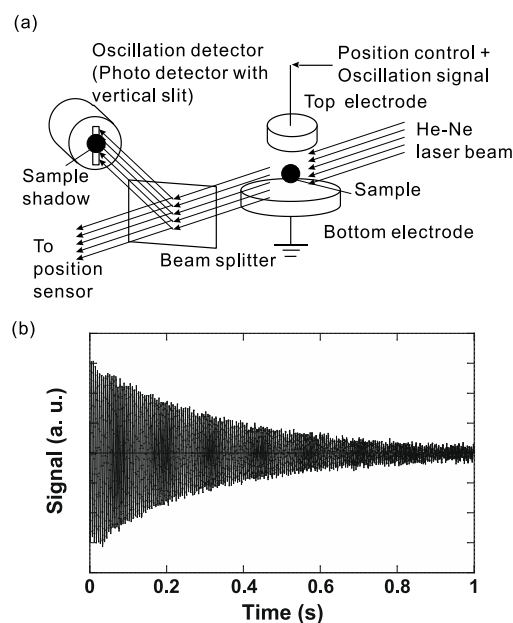 (a)
Oscillation detector
(Photo detector with
vertical slit)
Position control +
Oscillation signal
Top electrode
He-Ne
laser beam
Sample
shadow
Sample
To
position
sensor
Beam splitter
Bottom electrode
(b)
Signal (a. u.)
0
0.2
0.4
0.6
0.8
1
Time (s)